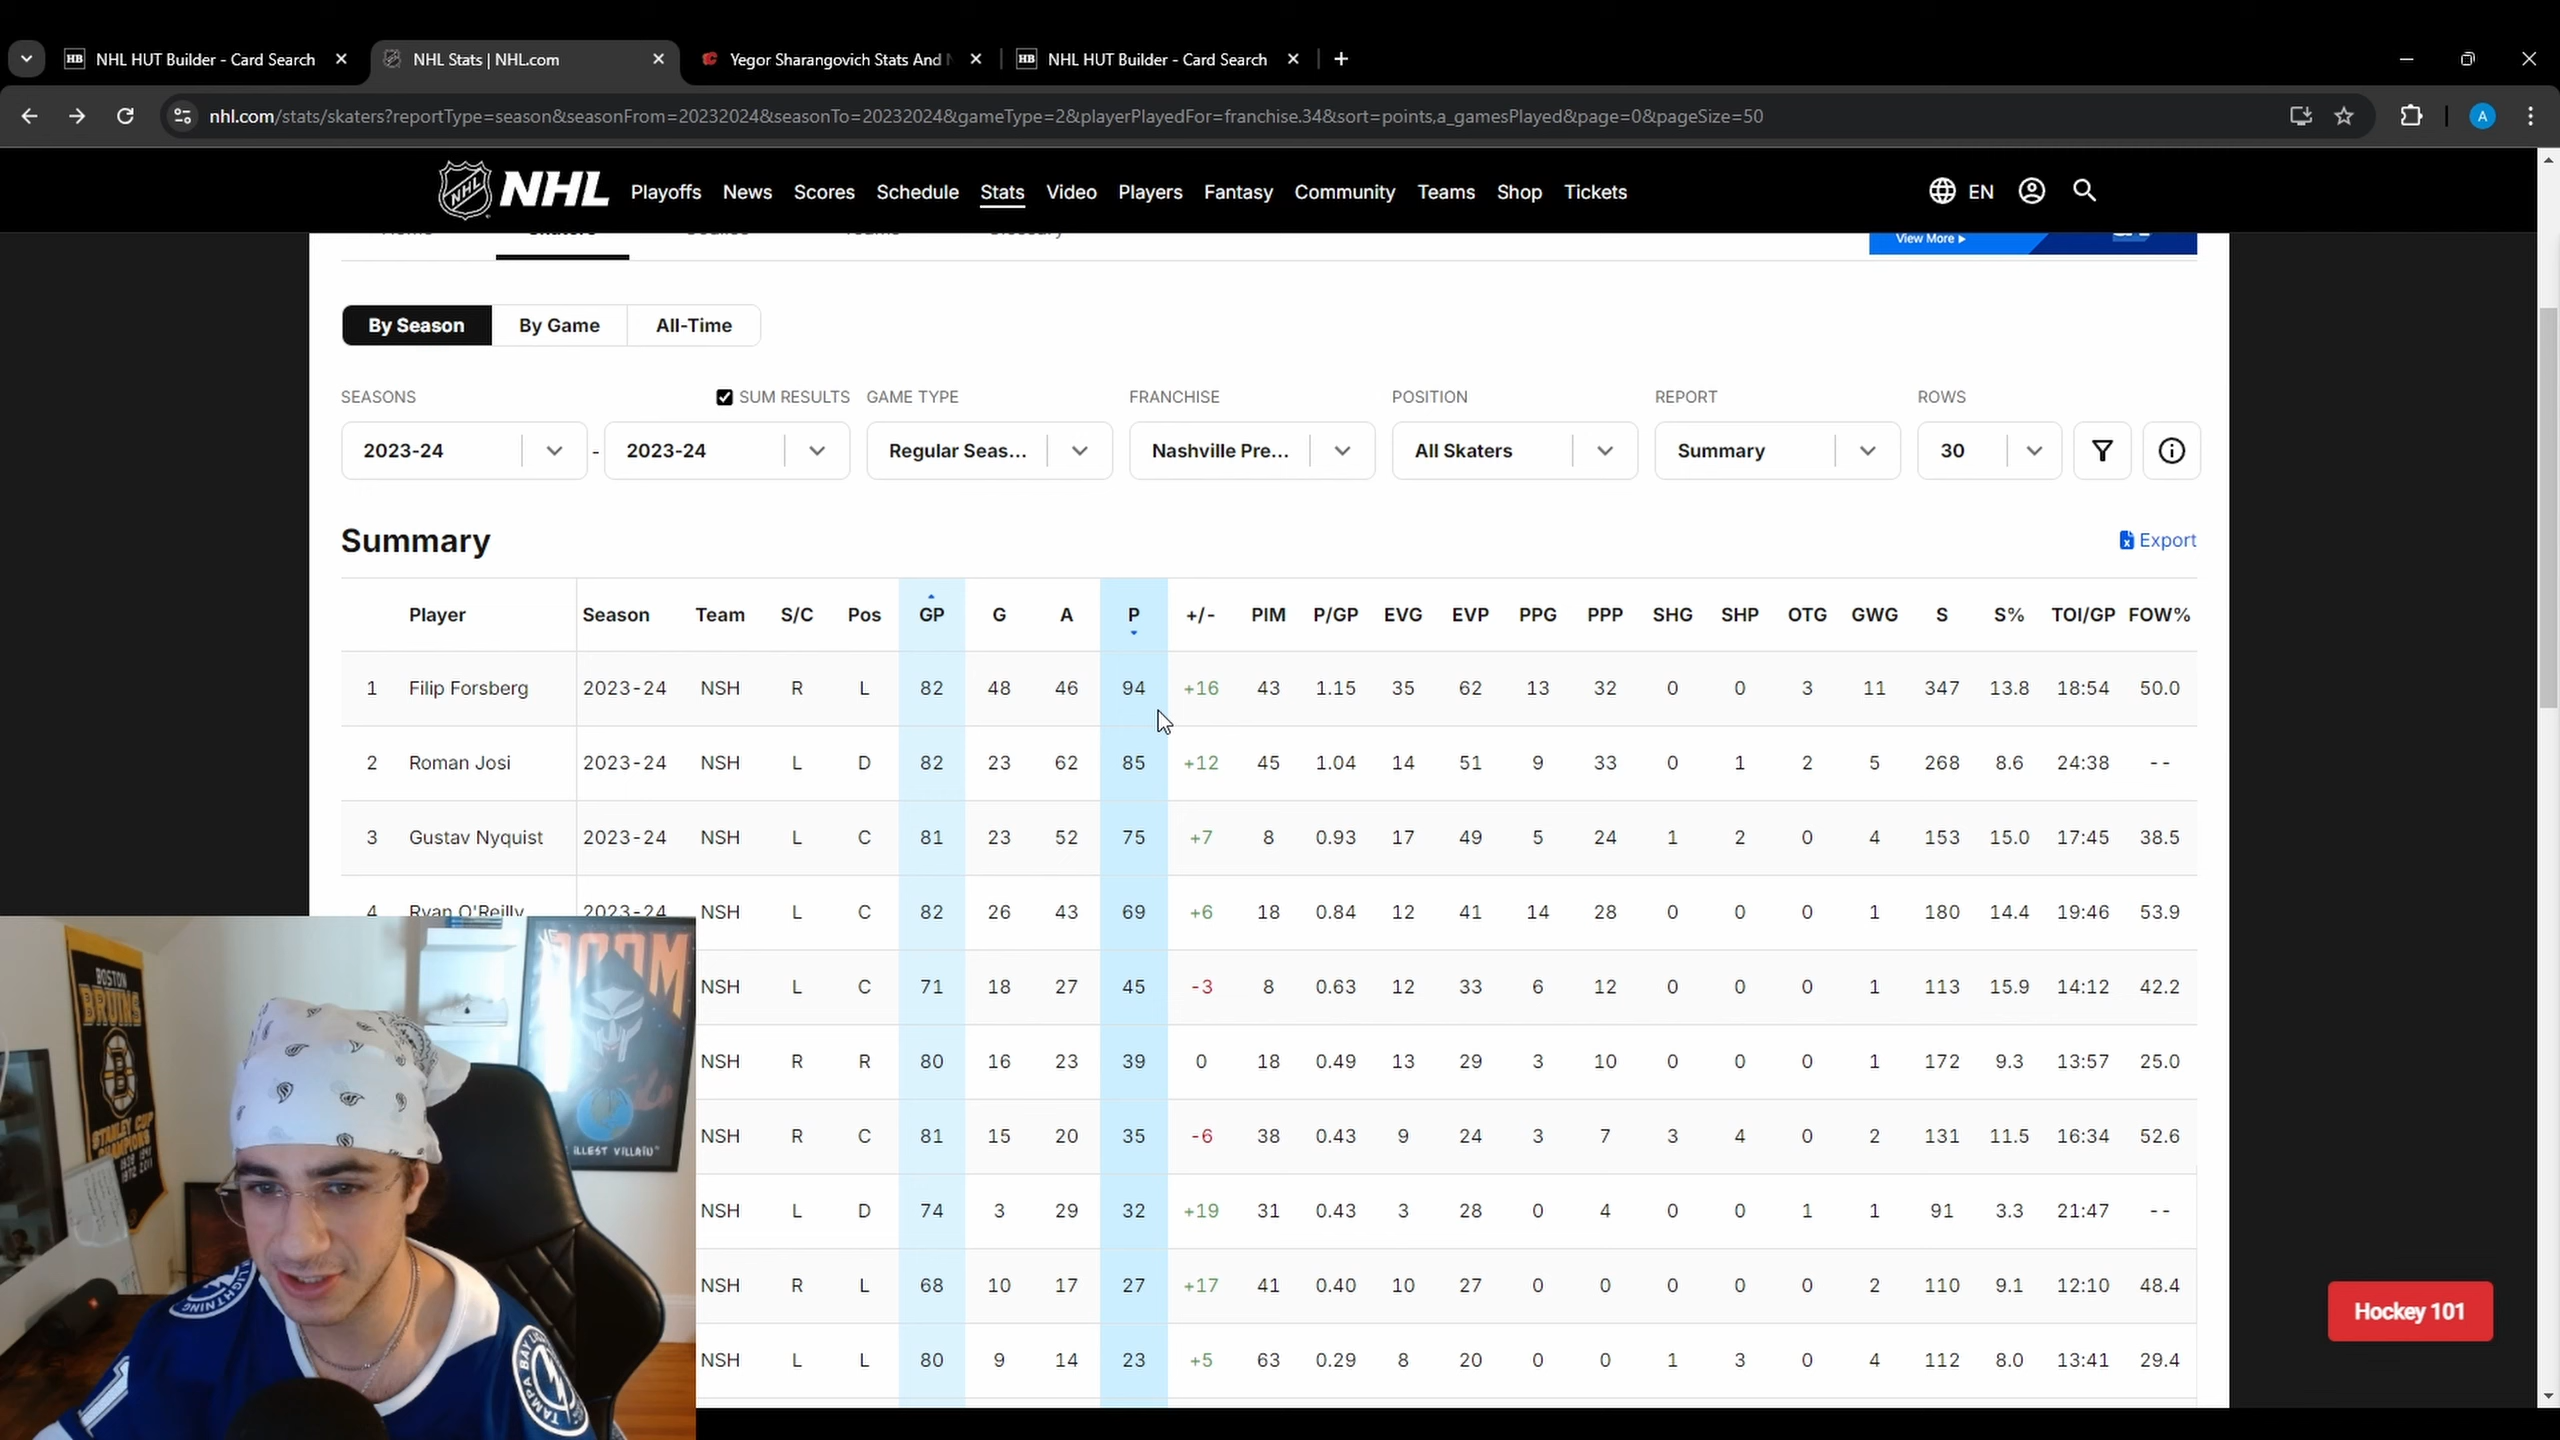 HB NHL HUT Builder - Card Search
NHL Stats | NHL.com
Yegor Sharangovich Stats And N
HB NHL HUT Builder - Card Search
nhl.com/stats/skaters?reportType=season&seasonFrom=20232024&seasonTo=20232024&gameType=2&playerPlayedFor=franchise.34&sort=points,a_gamesPlayed&page=0&pageSize=50
A
NHL Playoffs News Scores Schedule Stats Video Players Fantasy Community Teams Shop Tickets EN
View More
By Season By Game All-Time
SEASONS SUM RESULTS GAME TYPE FRANCHISE POSITION REPORT ROWS
2023-24 - 2023-24 Regular Seas... Nashville Pre... All Skaters Summary 30
Summary Export
Player Season Team S/C Pos GP G A P +/- PIM P/GP EVG EVP PPG PPP SHG SHP OTG GWG S S% TOI/GP FOW%
1 Filip Forsberg 2023-24 NSH R L 82 48 46 94 +16 43 1.15 35 62 13 32 0 0 3 11 347 13.8 18:54 50.0
2 Roman Josi 2023-24 NSH L D 82 23 62 85 +12 45 1.04 14 51 9 33 0 1 2 5 268 8.6 24:38 --
3 Gustav Nyquist 2023-24 NSH L C 81 23 52 75 +7 8 0.93 17 49 5 24 1 2 0 4 153 15.0 17:45 38.5
4 Ryan O'Reilly 2023-24 NSH L C 82 26 43 69 +6 18 0.84 12 41 14 28 0 0 0 1 180 14.4 19:46 53.9
NSH L C 71 18 27 45 -3 8 0.63 12 33 6 12 0 0 0 1 113 15.9 14:12 42.2
NSH R R 80 16 23 39 0 18 0.49 13 29 3 10 0 0 0 1 172 9.3 13:57 25.0
NSH R C 81 15 20 35 -6 38 0.43 9 24 3 7 3 4 0 2 131 11.5 16:34 52.6
NSH L D 74 3 29 32 +19 31 0.43 3 28 0 4 0 0 1 1 91 3.3 21:47 --
NSH R L 68 10 17 27 +17 41 0.40 10 27 0 0 0 0 0 2 110 9.1 12:10 48.4
NSH L L 80 9 14 23 +5 63 0.29 8 20 0 0 1 3 0 4 112 8.0 13:41 29.4
Hockey 101
BOSTON
BRUINS
STANLEY CUP
CHAMPIONS
DOOM
ILLEST VILLAIN"
LIGHTNING
TAMPA BAY